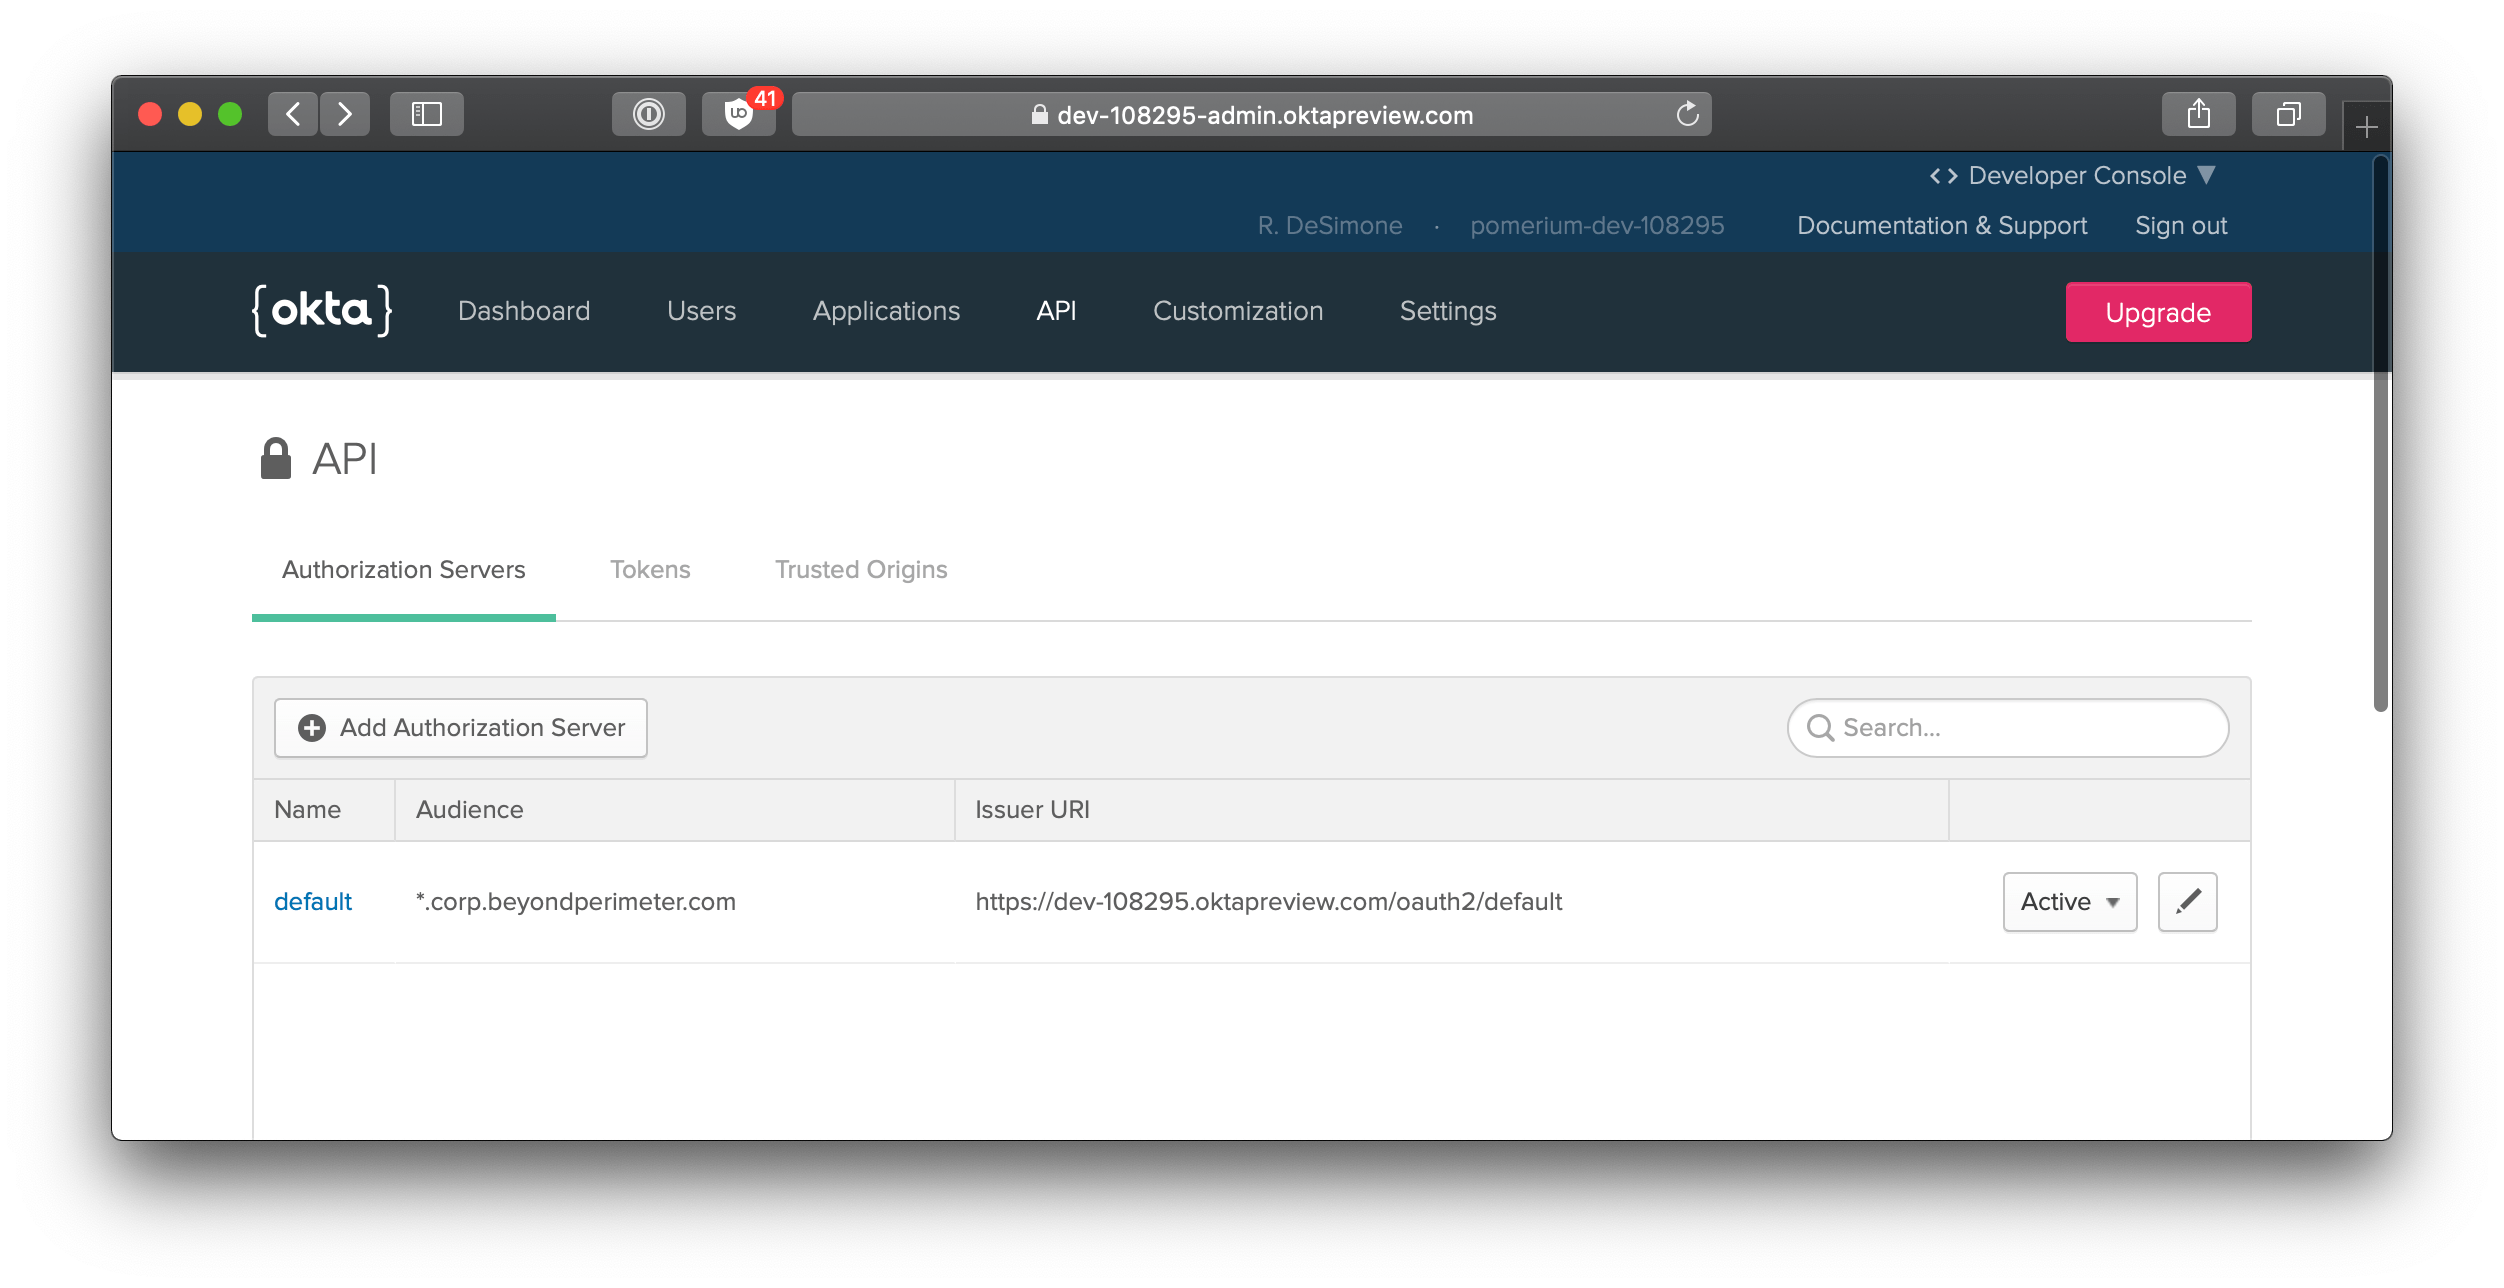 41
dev-108295-admin.oktapreview.com
<> Developer Console ▼
R. DeSimone · pomerium-dev-108295 Documentation & Support Sign out
{okta} Dashboard Users Applications API Customization Settings Upgrade
API
Authorization Servers Tokens Trusted Origins
Add Authorization Server Search...
Name Audience Issuer URI
default *.corp.beyondperimeter.com https://dev-108295.oktapreview.com/oauth2/default Active